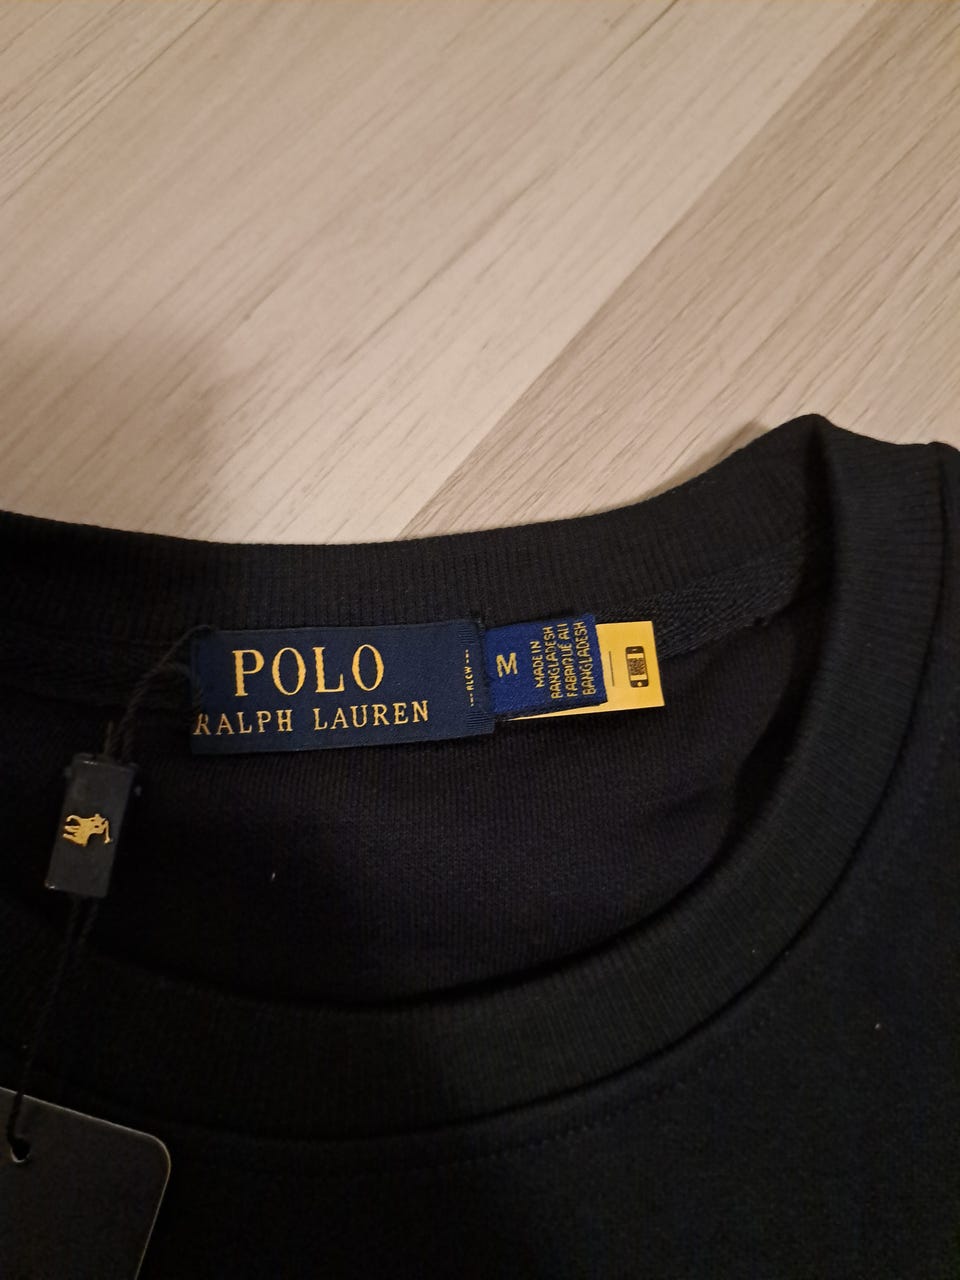 POLO
RALPH LAUREN
M
MADE IN
BANGLADESH
FABRIQUÉ AU
BANGLADESH